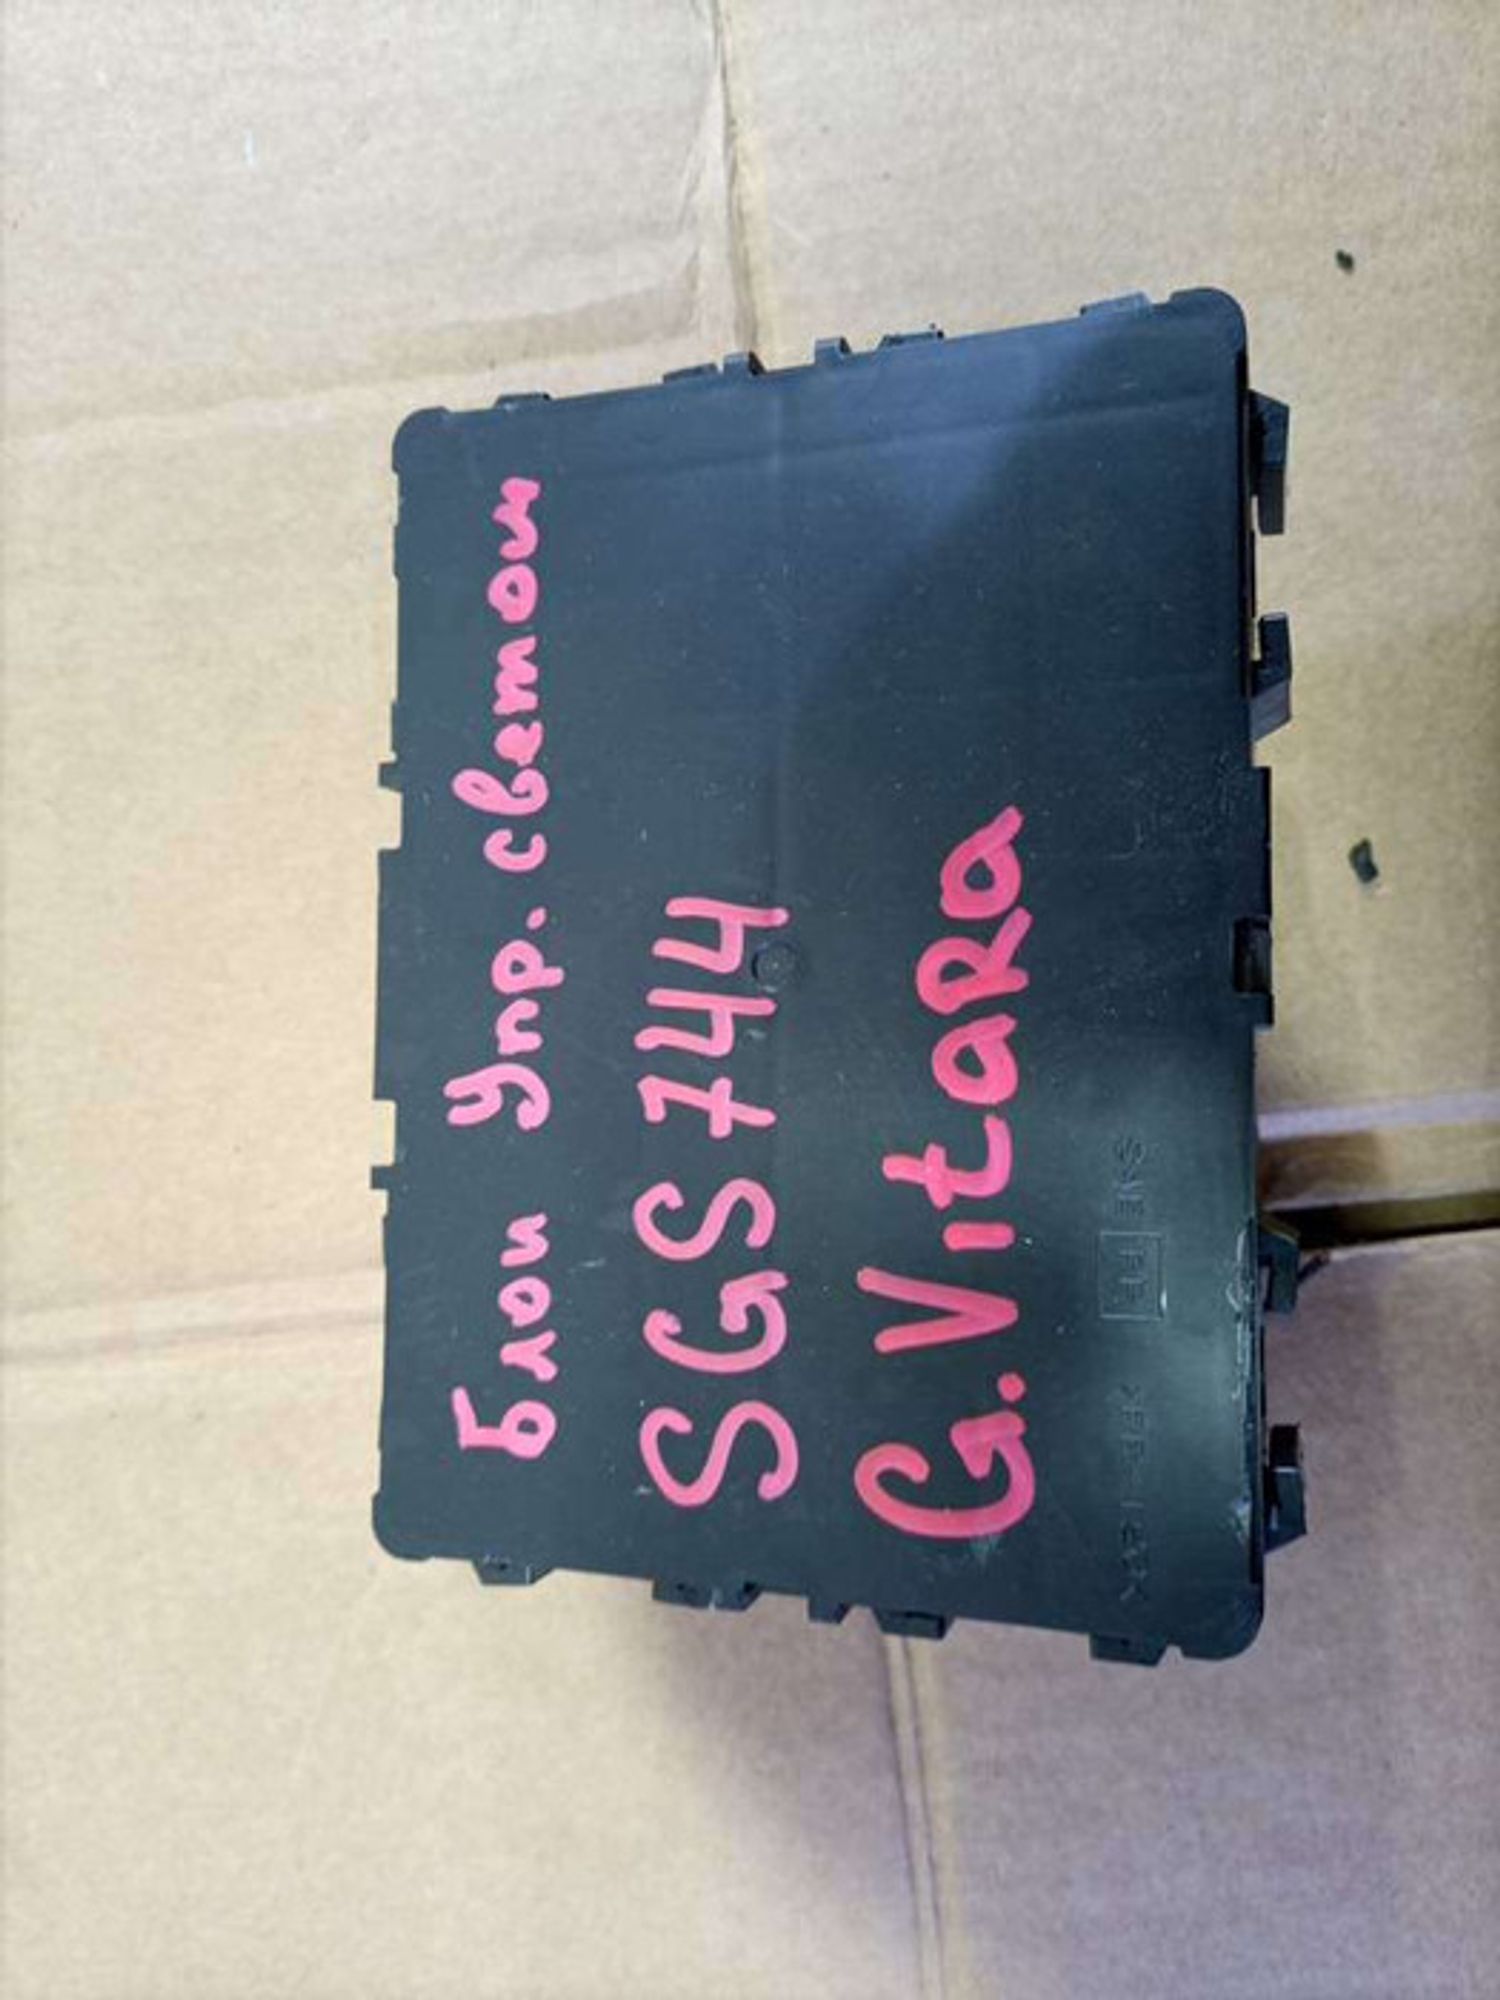 Блок Упр. светом
SGS 744
G. VitaRa